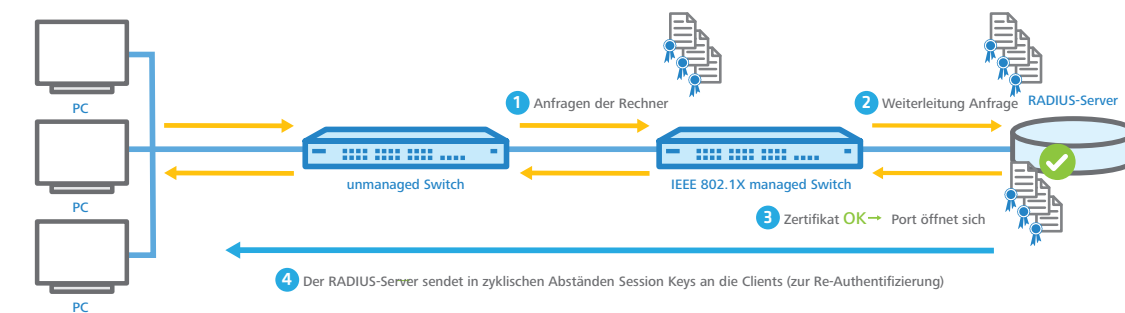 PC
PC
PC
1 Anfragen der Rechner
2 Weiterleitung Anfrage
RADIUS-Server
unmanaged Switch
IEEE 802.1X managed Switch
3 Zertifikat OK→ Port öffnet sich
4 Der RADIUS-Server sendet in zyklischen Abständen Session Keys an die Clients (zur Re-Authentifizierung)